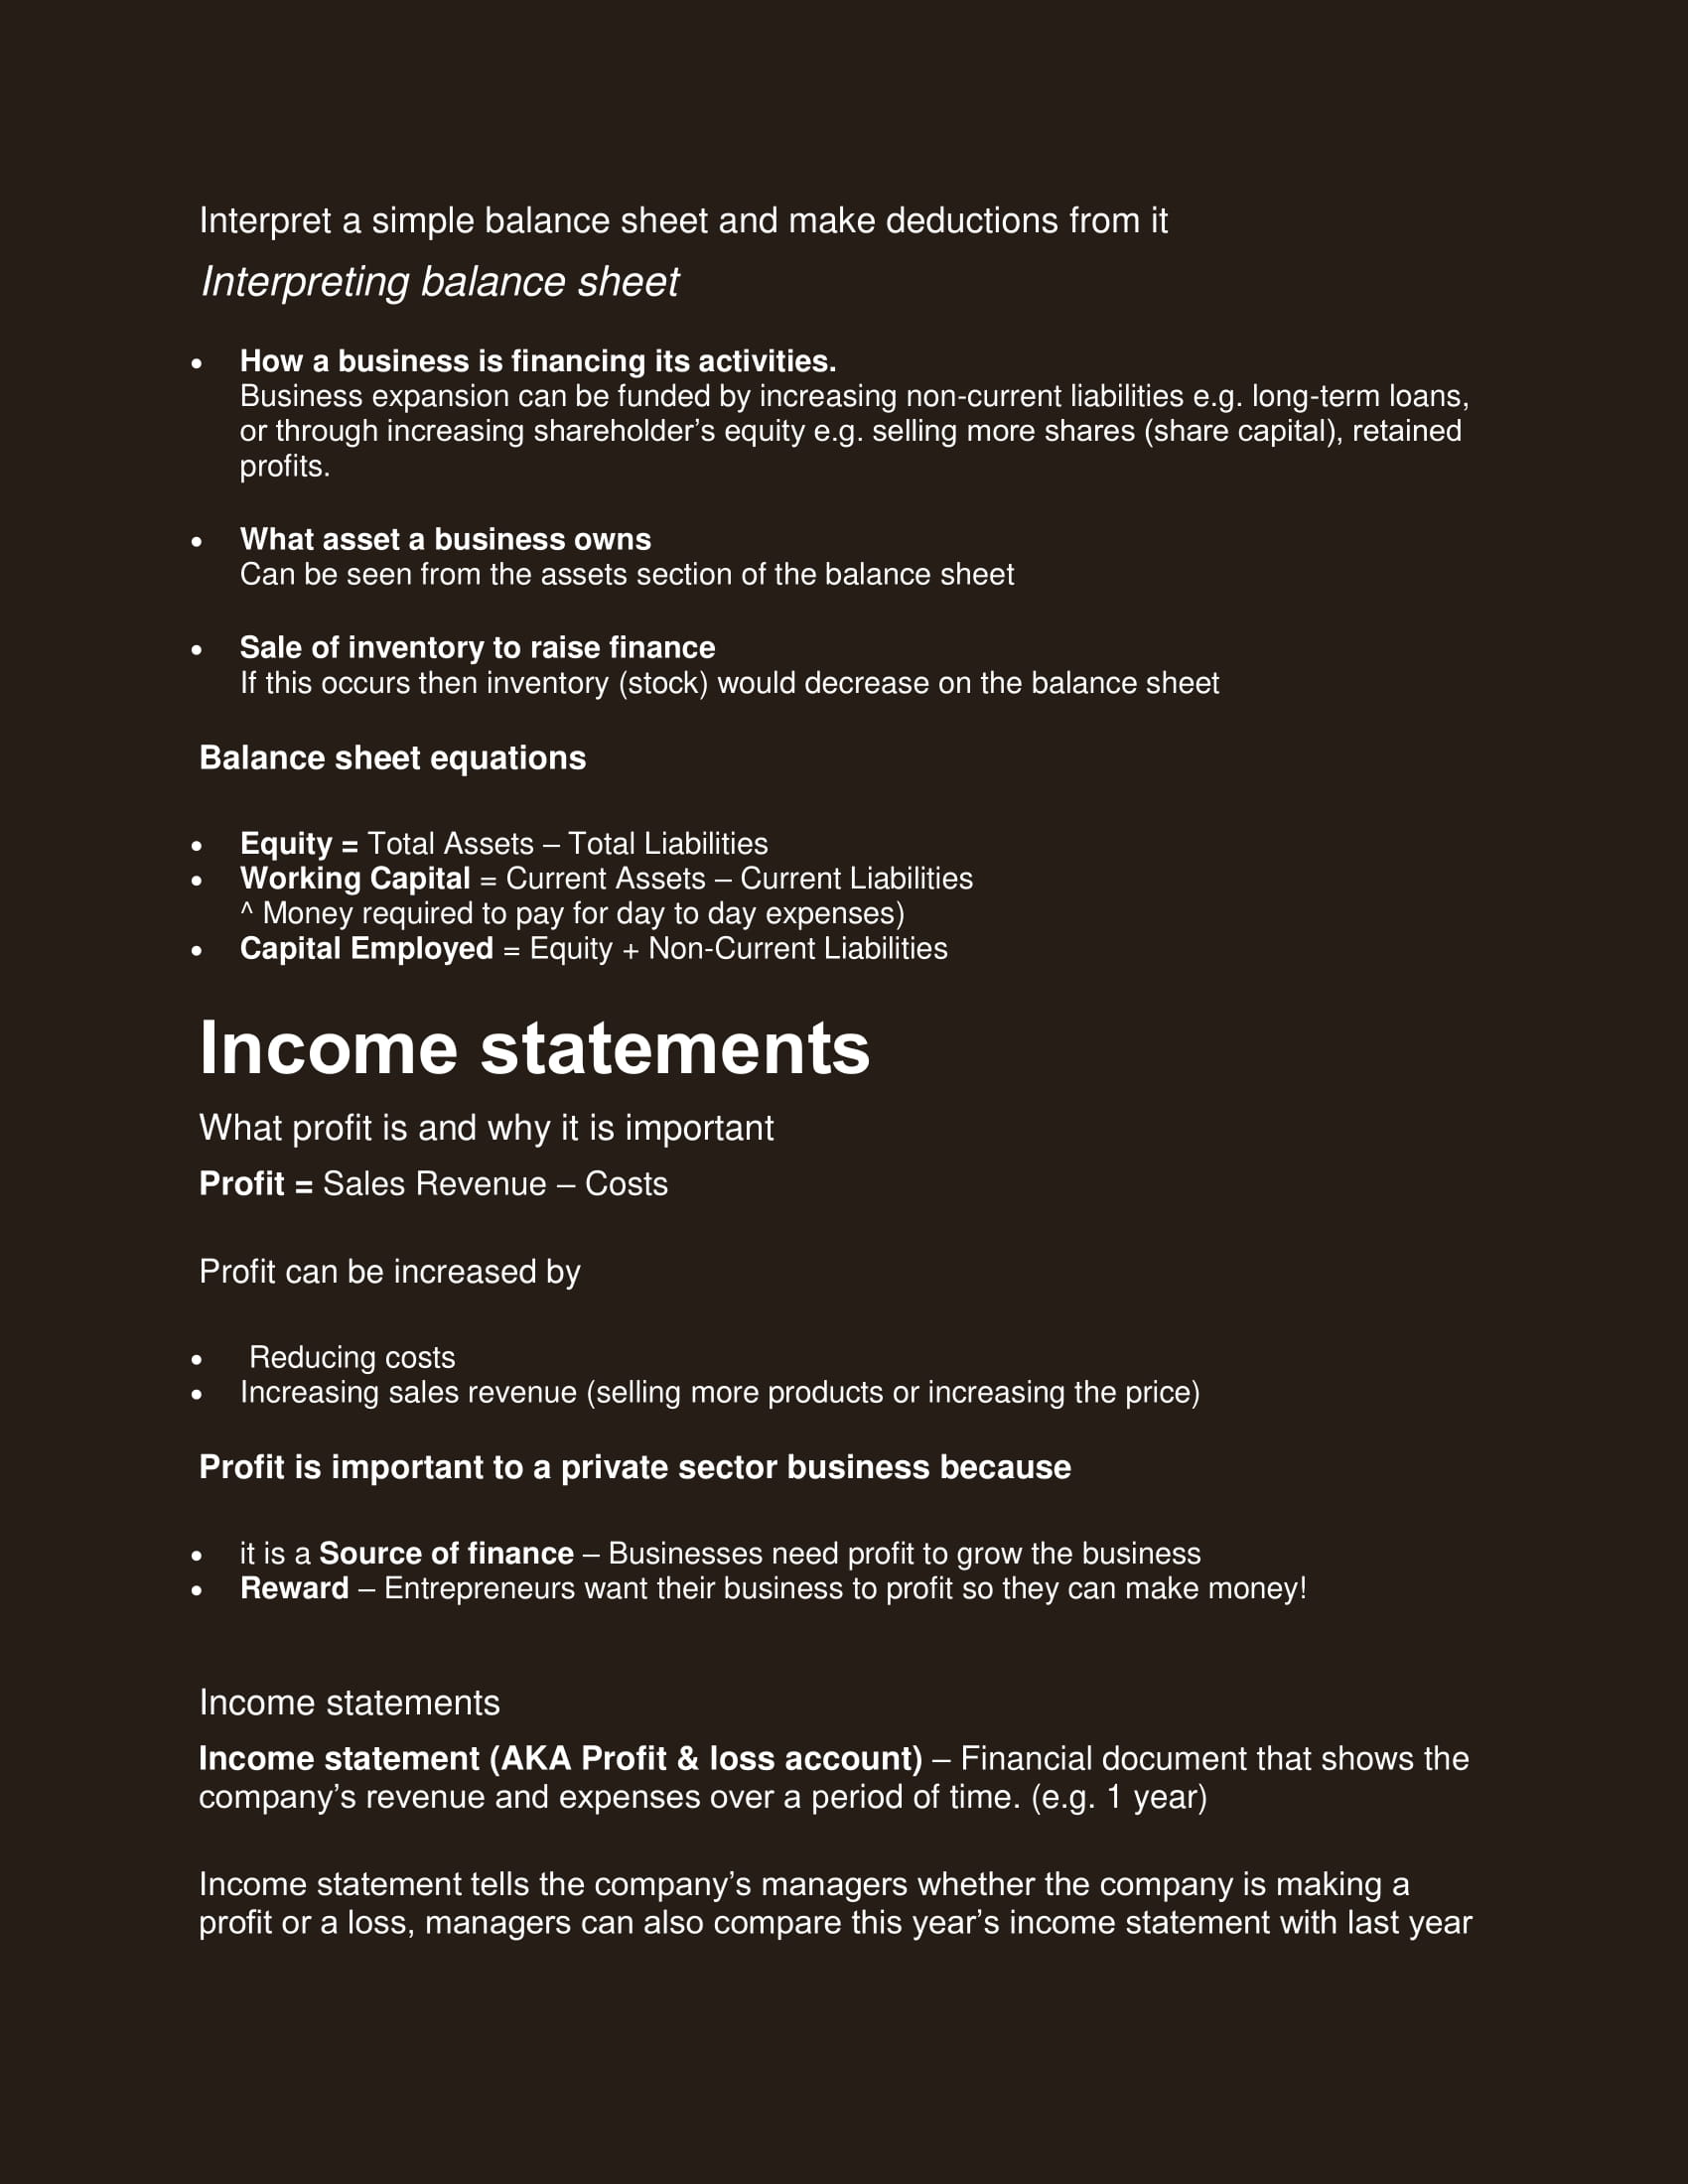 Interpret a simple balance sheet and make deductions from it
Interpreting balance sheet
• How a business is financing its activities.
Business expansion can be funded by increasing non-current liabilities e.g. long-term loans,
or through increasing shareholder’s equity e.g. selling more shares (share capital), retained
profits.
• What asset a business owns
Can be seen from the assets section of the balance sheet
• Sale of inventory to raise finance
If this occurs then inventory (stock) would decrease on the balance sheet
Balance sheet equations
• Equity = Total Assets – Total Liabilities
• Working Capital = Current Assets – Current Liabilities
^ Money required to pay for day to day expenses)
• Capital Employed = Equity + Non-Current Liabilities
Income statements
What profit is and why it is important
Profit = Sales Revenue – Costs
Profit can be increased by
• Reducing costs
• Increasing sales revenue (selling more products or increasing the price)
Profit is important to a private sector business because
• it is a Source of finance – Businesses need profit to grow the business
• Reward – Entrepreneurs want their business to profit so they can make money!
Income statements
Income statement (AKA Profit & loss account) – Financial document that shows the
company’s revenue and expenses over a period of time. (e.g. 1 year)
Income statement tells the company’s managers whether the company is making a
profit or a loss, managers can also compare this year’s income statement with last year